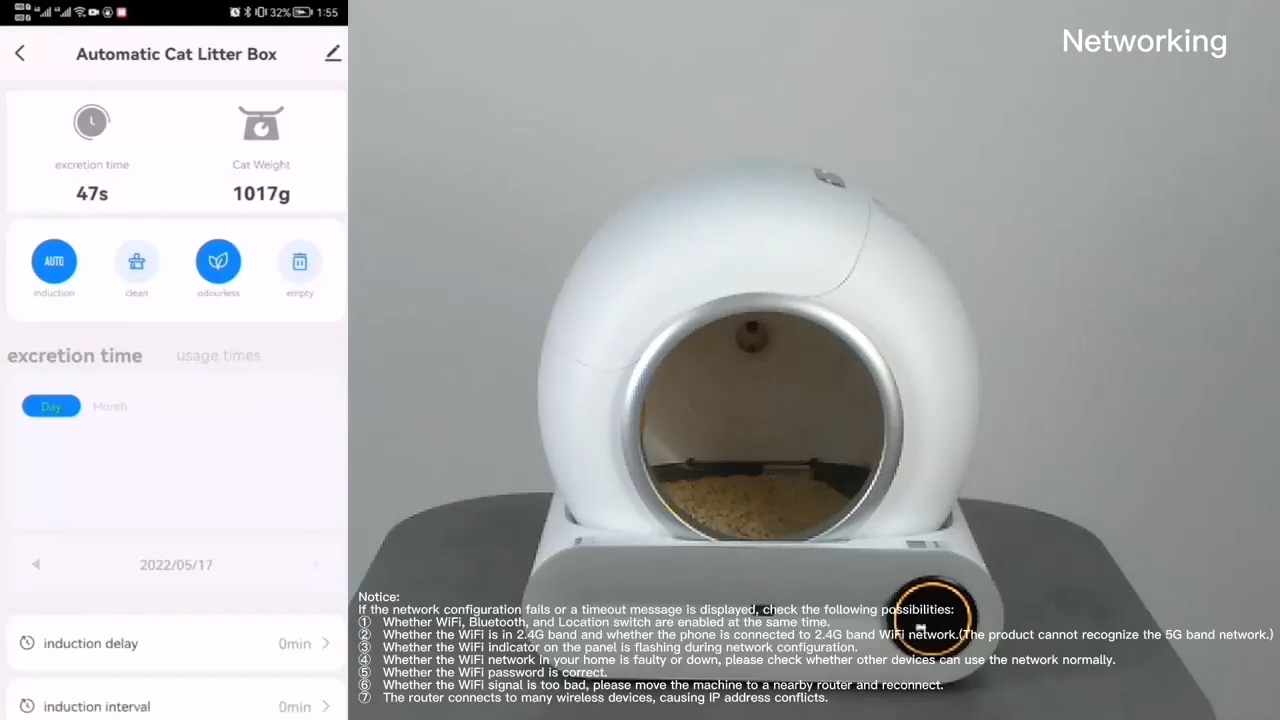 32% 1:55
Automatic Cat Litter Box
excretion time Cat Weight
47s 1017g
AUTO
induction clean odourless empty
excretion time usage times
Day Month
2022/05/17
induction delay 0min
induction interval 0min
Networking
Notice:
If the network configuration fails or a timeout message is displayed, check the following possibilities:
① Whether WiFi, Bluetooth, and Location switch are enabled at the same time.
② Whether the WiFi is in 2.4G band and whether the phone is connected to 2.4G band WiFi network.(The product cannot recognize the 5G band network.)
③ Whether the WiFi indicator on the panel is flashing during network configuration.
④ Whether the WiFi network in your home is faulty or down, please check whether other devices can use the network normally.
⑤ Whether the WiFi password is correct.
⑥ Whether the WiFi signal is too bad, please move the machine to a nearby router and reconnect.
⑦ The router connects to many wireless devices, causing IP address conflicts.